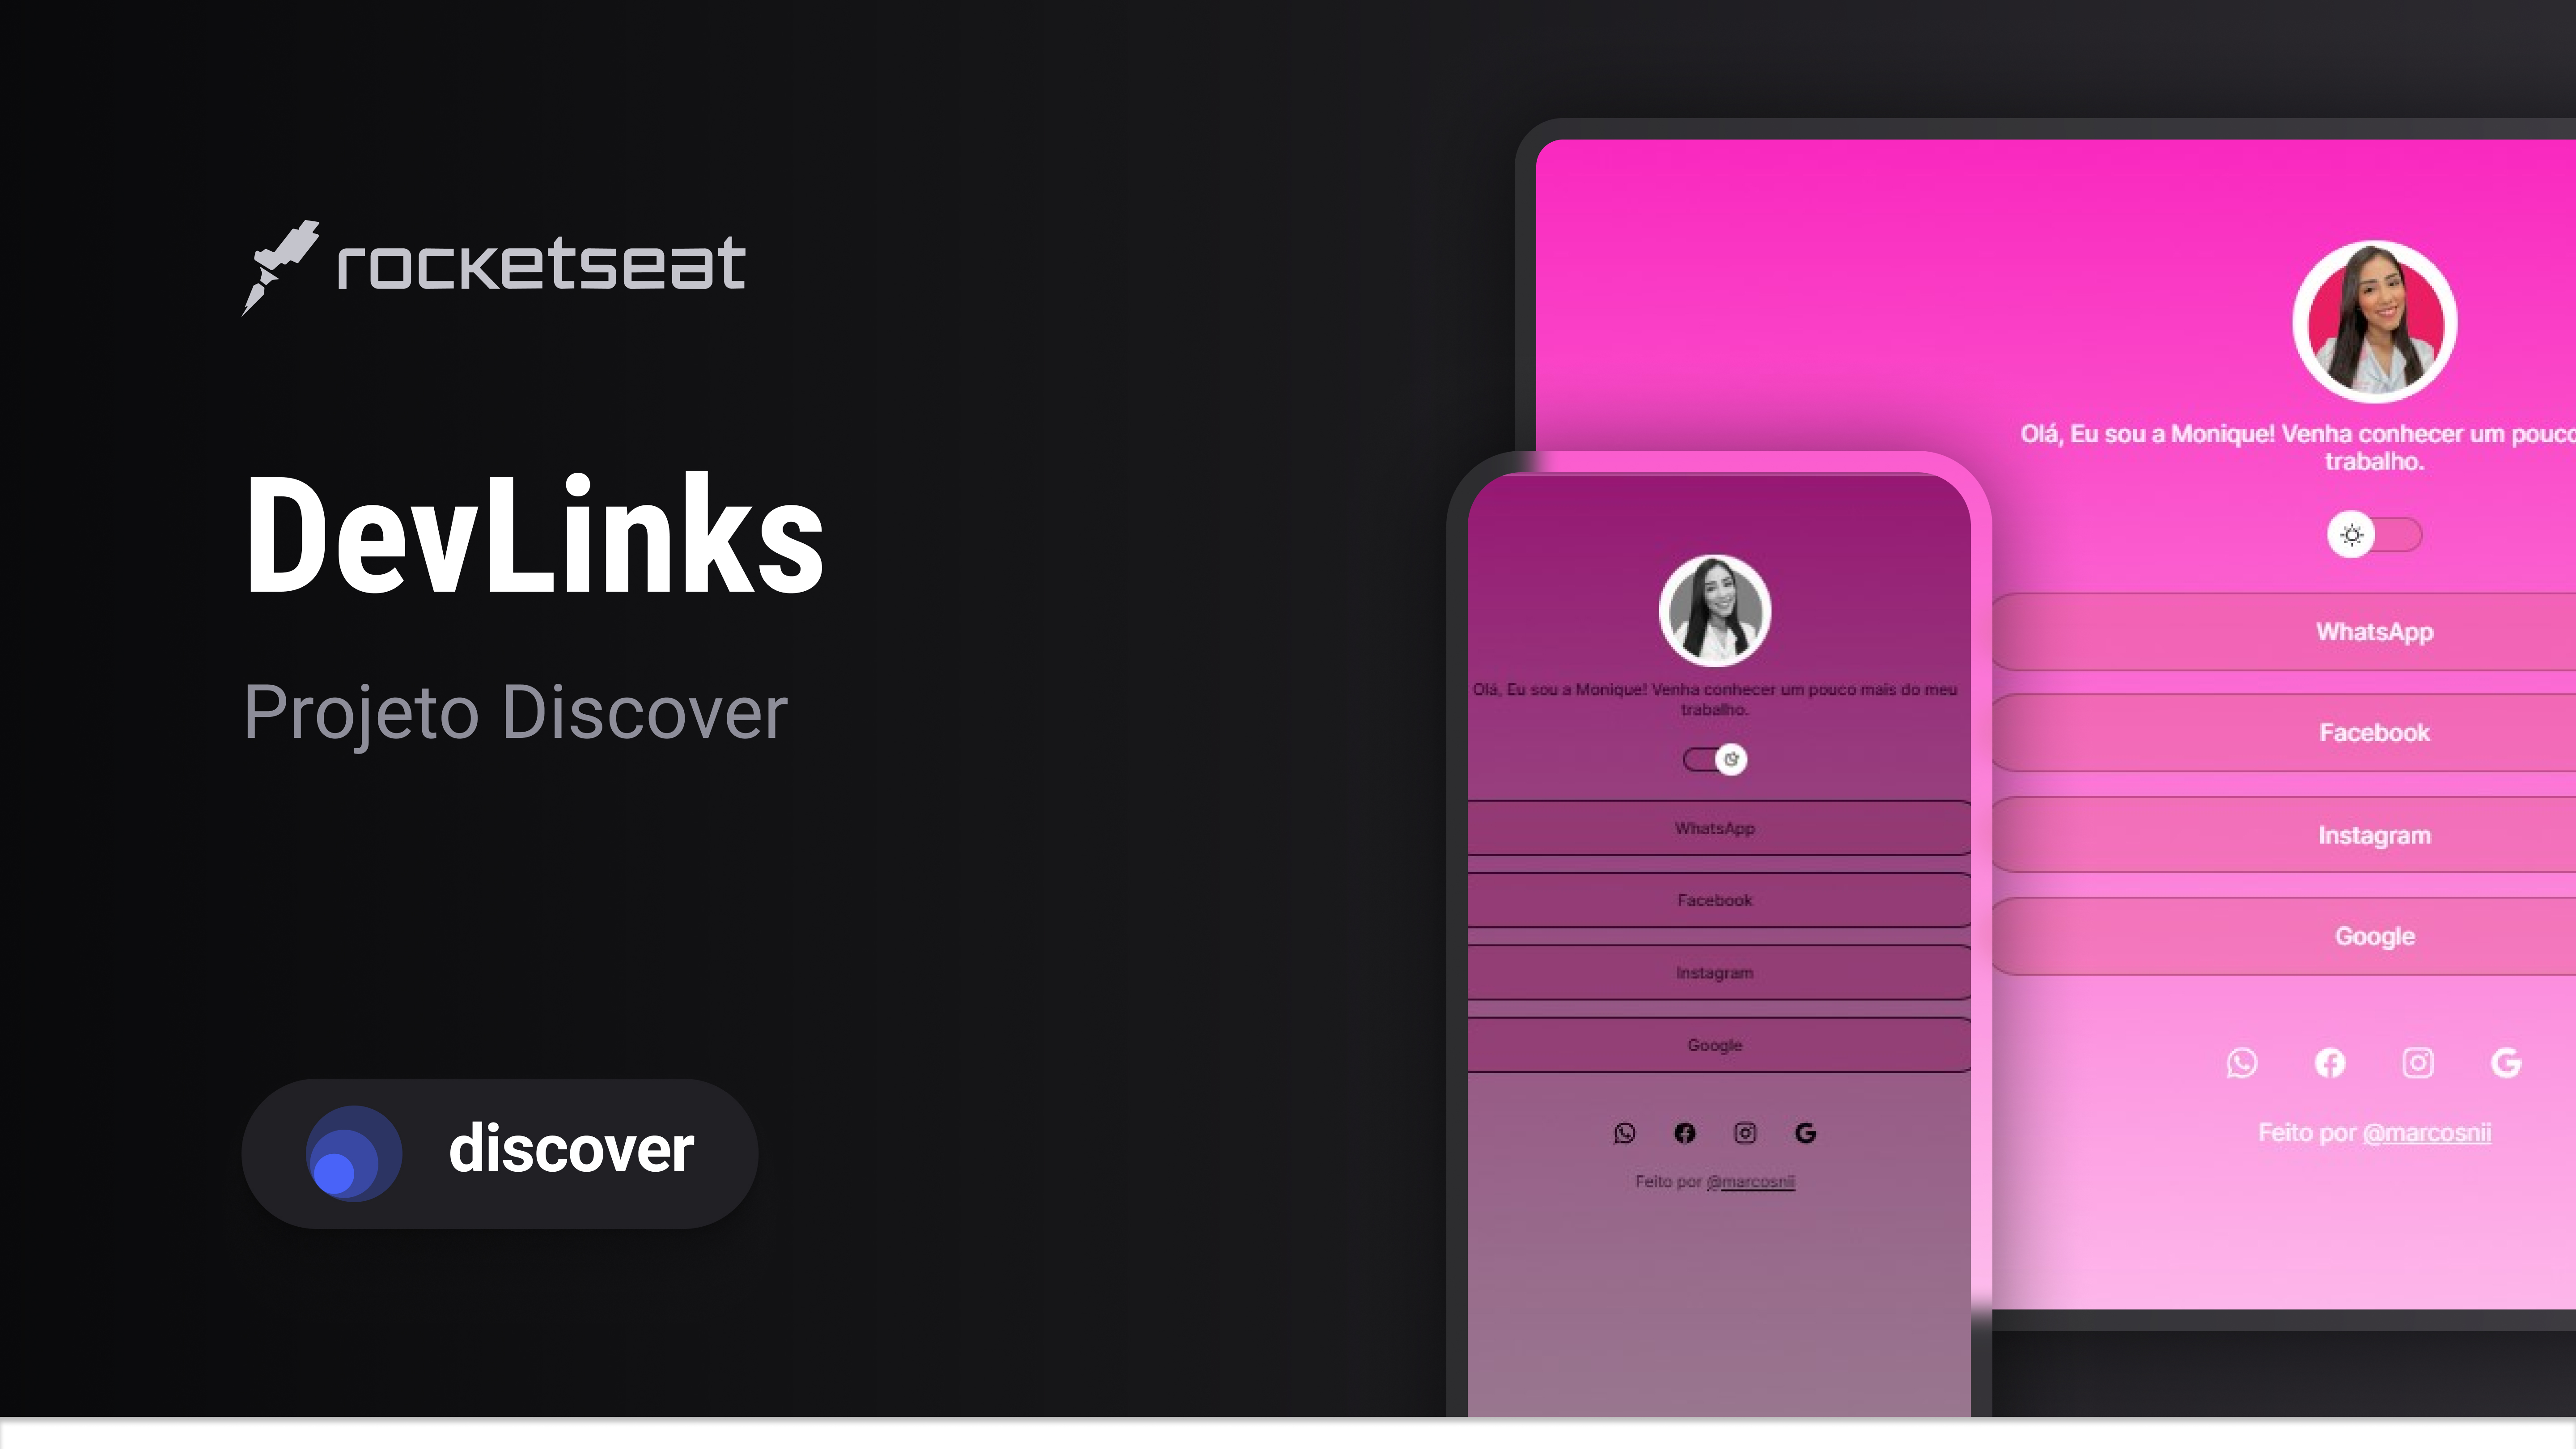 rocketseat
DevLinks
Projeto Discover
discover
Olá, Eu sou a Monique! Venha conhecer um pouco mais do meu
trabalho.
WhatsApp
Facebook
Instagram
Google
Feito por @marcosnii
Olá, Eu sou a Monique! Venha conhecer um pouco
trabalho.
WhatsApp
Facebook
Instagram
Google
Feito por @marcosnii